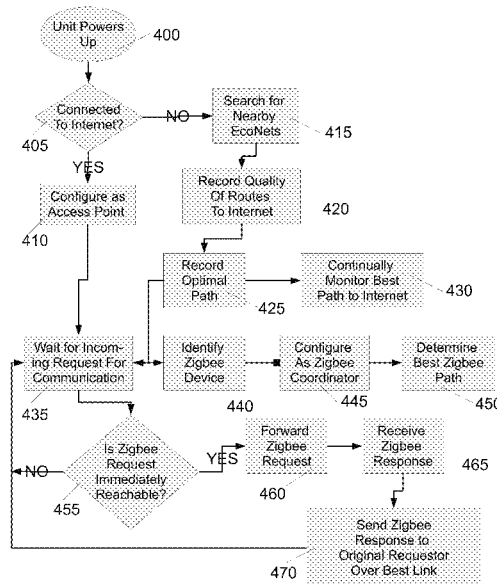 Unit Powers
Up
400
Connected
To Internet?
405
NO
Search for
Nearby
EcoNets
415
YES
Configure as
Access Point
410
Record Quality
Of Routes
To Internet
420
Record
Optimal
Path
425
Continually
Monitor Best
Path to Internet
430
Wait for Incom-
ing Request For
Communication
435
Identify
Zigbee
Device
440
Configure
As Zigbee
Coordinator
445
Determine
Best Zigbee
Path
450
Is Zigbee
Request
Immediately
Reachable?
455
NO
YES
Forward
Zigbee
Request
460
Receive
Zigbee
Response
465
Send Zigbee
Response to
Original Requestor
Over Best Link
470